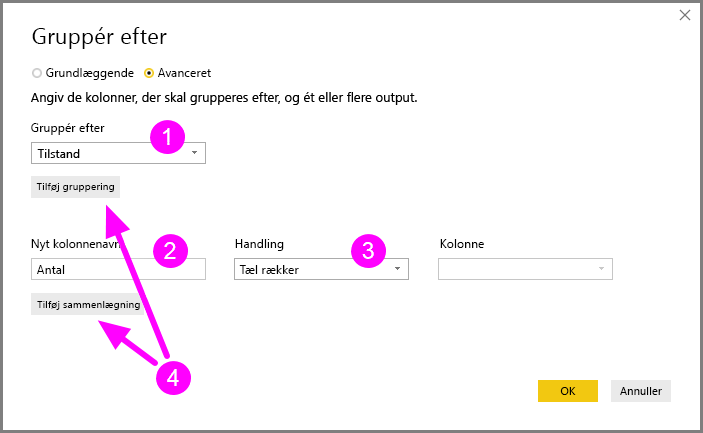 Gruppér efter
Grundlæggende Avanceret
Angiv de kolonner, der skal grupperes efter, og ét eller flere output.
Gruppér efter
1
Tilstand
Tilføj gruppering
Nyt kolonnenavn 2 Handling 3 Kolonne
Antal Tæl rækker
Tilføj sammenlægning
4
OK Annuller